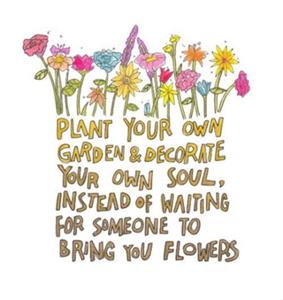 PLANT YOUR OWN
GARDEN & DECORATE
YOUR OWN SOUL,
INSTEAD OF WAITING
FOR SOMEONE TO
BRING YOU FLOWERS